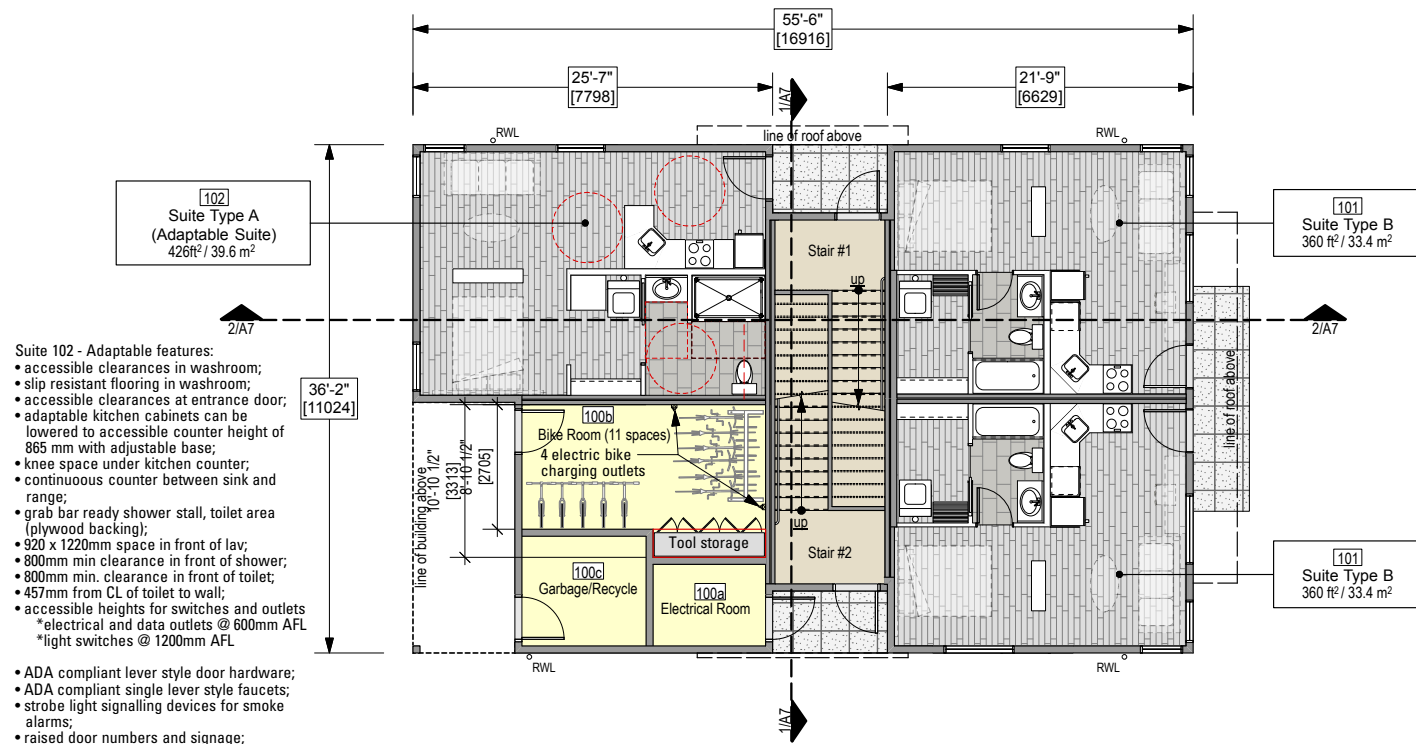 55'-6"
[16916]
25'-7"
[7798]
21'-9"
[6629]
1/A7
RWL
line of roof above
RWL
102
Suite Type A
(Adaptable Suite)
426ft² / 39.6 m²
101
Suite Type B
360 ft² / 33.4 m²
Stair #1
up
2/A7
2/A7
Suite 102 - Adaptable features:
• accessible clearances in washroom;
• slip resistant flooring in washroom;
• accessible clearances at entrance door;
• adaptable kitchen cabinets can be
lowered to accessible counter height of
865 mm with adjustable base;
• knee space under kitchen counter;
• continuous counter between sink and
range;
• grab bar ready shower stall, toilet area
(plywood backing);
• 920 x 1220mm space in front of lav;
• 800mm min clearance in front of shower;
• 800mm min. clearance in front of toilet;
• 457mm from CL of toilet to wall;
• accessible heights for switches and outlets
*electrical and data outlets @ 600mm AFL
*light switches @ 1200mm AFL
• ADA compliant lever style door hardware;
• ADA compliant single lever style faucets;
• strobe light signalling devices for smoke
alarms;
• raised door numbers and signage;
36'-2"
[11024]
line of building above
10'-10 1/2"
[3313]
8'-10 1/2"
[2705]
100b
Bike Room (11 spaces)
4 electric bike
charging outlets
line of roof above
up
Tool storage
Stair #2
100c
Garbage/Recycle
100a
Electrical Room
101
Suite Type B
360 ft² / 33.4 m²
RWL
RWL
1/A7